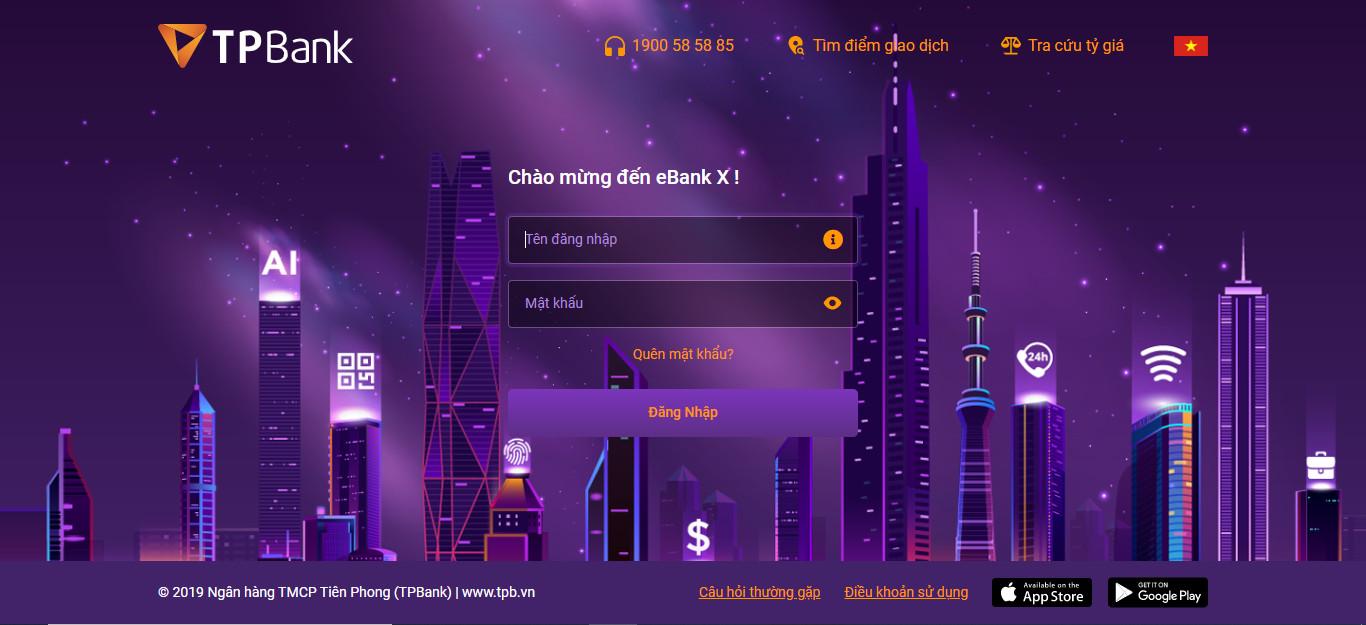 TPBank
1900 58 58 85
Tìm điểm giao dịch
Tra cứu tỷ giá
Chào mừng đến eBank X !
Tên đăng nhập
AI
Mật khẩu
Quên mật khẩu?
24h
Đăng Nhập
$
© 2019 Ngân hàng TMCP Tiên Phong (TPBank) | www.tpb.vn
Câu hỏi thường gặp
Điều khoản sử dụng
Available on the
App Store
GET IT ON
Google Play